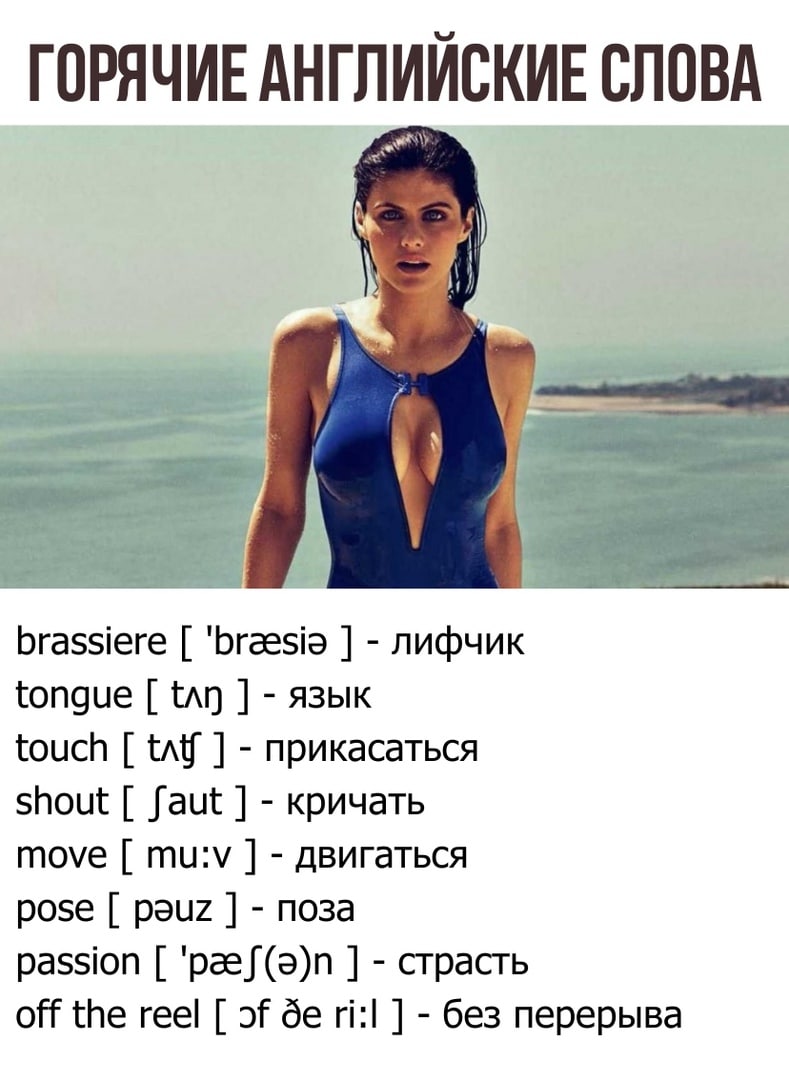 ГОРЯЧИЕ АНГЛИЙСКИЕ СЛОВА
brassiere [ 'bræsiə ] - лифчик
tongue [ tʌŋ ] - язык
touch [ tʌʧ ] - прикасаться
shout [ ʃaut ] - кричать
move [ mu:v ] - двигаться
pose [ pəuz ] - поза
passion [ 'pæʃ(ə)n ] - страсть
off the reel [ ɔf ðe ri:l ] - без перерыва